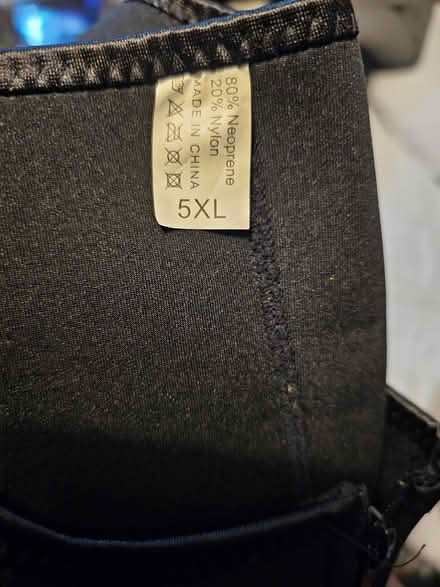 80% Neoprene
20% Nylon
MADE IN CHINA
5XL